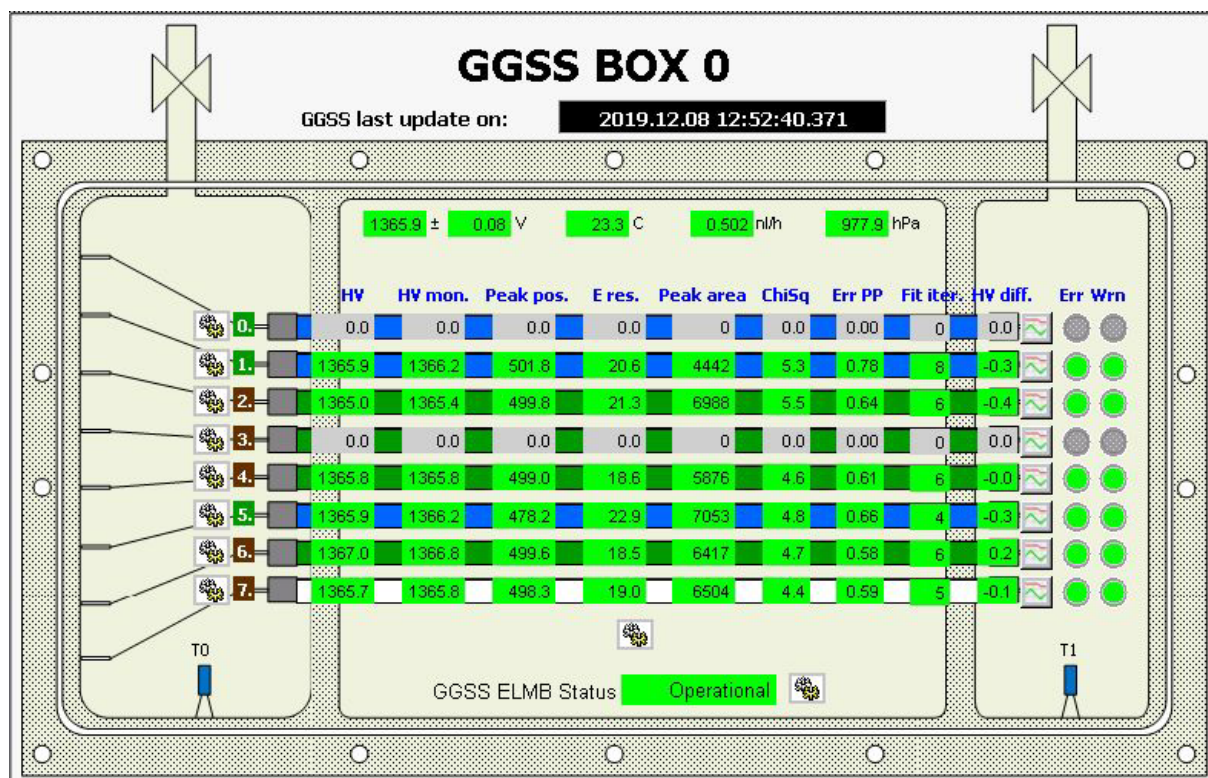 GGSS BOX 0
GGSS last update on: 2019.12.08 12:52:40.371
1365.9 ± 0.08 V 23.3 C 0.502 nl/h 977.9 hPa
HV HV mon. Peak pos. E res. Peak area ChiSq Err PP Fit iter. HV diff. Err Wrn
0. 0.0 0.0 0.0 0.0 0 0.0 0.00 0 0.0
1. 1365.9 1366.2 501.8 20.6 4442 5.3 0.78 8 -0.3
2. 1365.0 1365.4 499.8 21.3 6988 5.5 0.64 6 -0.4
3. 0.0 0.0 0.0 0.0 0 0.0 0.00 0 0.0
4. 1365.8 1365.8 499.0 18.6 5876 4.6 0.61 6 -0.0
5. 1365.9 1366.2 478.2 22.9 7053 4.8 0.66 4 -0.3
6. 1367.0 1366.8 499.6 18.5 6417 4.7 0.58 6 0.2
7. 1365.7 1365.8 498.3 19.0 6504 4.4 0.59 5 -0.1
T0 T1
GGSS ELMB Status Operational